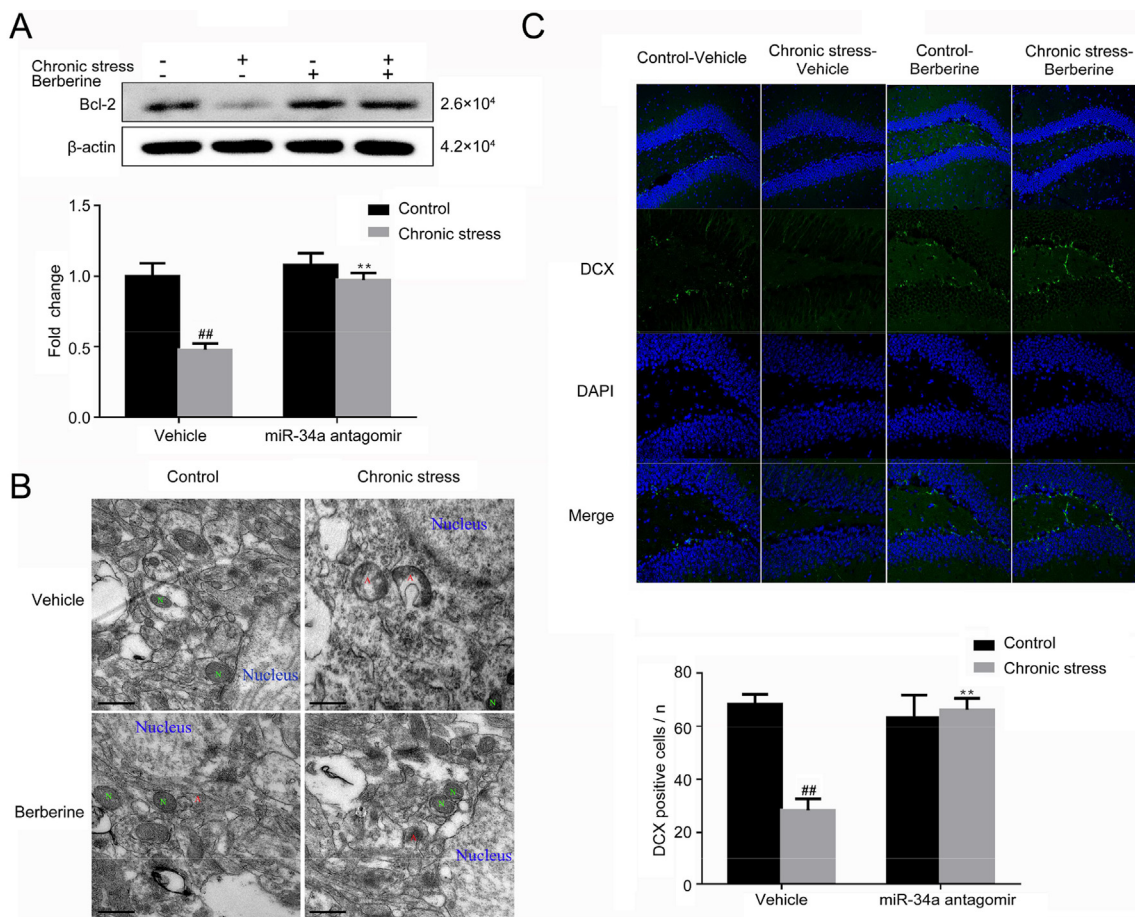 A
Chronic stress - + - +
Berberine - - + +
Bcl-2 2.6×10⁴
β-actin 4.2×10⁴
1.5
1.0
0.5
0.0
Fold change
Control
Chronic stress
##
**
Vehicle miR-34a antagomir
B
Control Chronic stress
Vehicle
Berberine
Nucleus
A A
N
N
Nucleus
N
Nucleus
N N A
N
N
A
Nucleus
C
Control-Vehicle
Chronic stress-
Vehicle
Control-
Berberine
Chronic stress-
Berberine
DCX
DAPI
Merge
80
60
40
20
0
DCX positive cells / n
Control
Chronic stress
##
**
Vehicle miR-34a antagomir